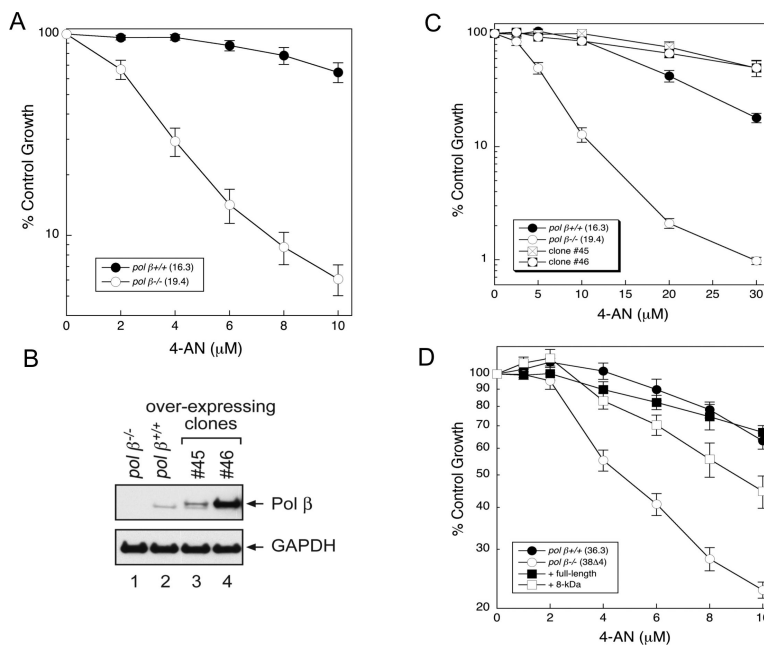 A
100
10
% Control Growth
pol β+/+ (16.3)
pol β-/- (19.4)
0 2 4 6 8 10
4-AN (μM)
B
over-expressing
clones
pol β-/-
pol β+/+
#45
#46
Pol β
GAPDH
1 2 3 4
C
100
10
1
% Control Growth
pol β+/+ (16.3)
pol β-/- (19.4)
clone #45
clone #46
0 5 10 15 20 25 30
4-AN (μM)
D
100
90
80
70
60
50
40
30
20
% Control Growth
pol β+/+ (36.3)
pol β-/- (38Δ4)
+ full-length
+ 8-kDa
0 2 4 6 8 10
4-AN (μM)